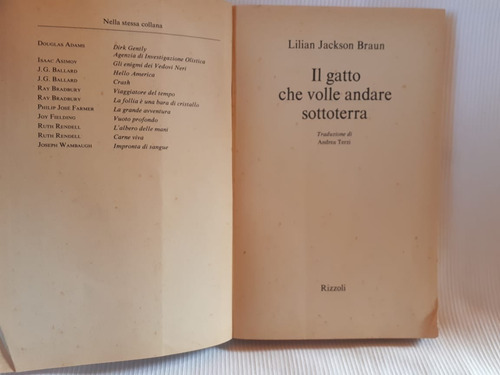 Nella stessa collana
DOUGLAS ADAMS Dirk Gently
Agenzia di Investigazione Olistica
ISAAC ASIMOV Gli enigmi dei Vedovi Neri
J.G. BALLARD Hello America
J.G. BALLARD Crash
RAY BRADBURY Viaggiatore del tempo
RAY BRADBURY La follia è una bara di cristallo
PHILIP JOSÉ FARMER La grande avventura
JOY FIELDING Vuoto profondo
RUTH RENDELL L'albero delle mani
RUTH RENDELL Carne viva
JOSEPH WAMBAUGH Impronta di sangue
Lilian Jackson Braun
Il gatto
che volle andare
sottoterra
Traduzione di
Andrea Terzi
Rizzoli